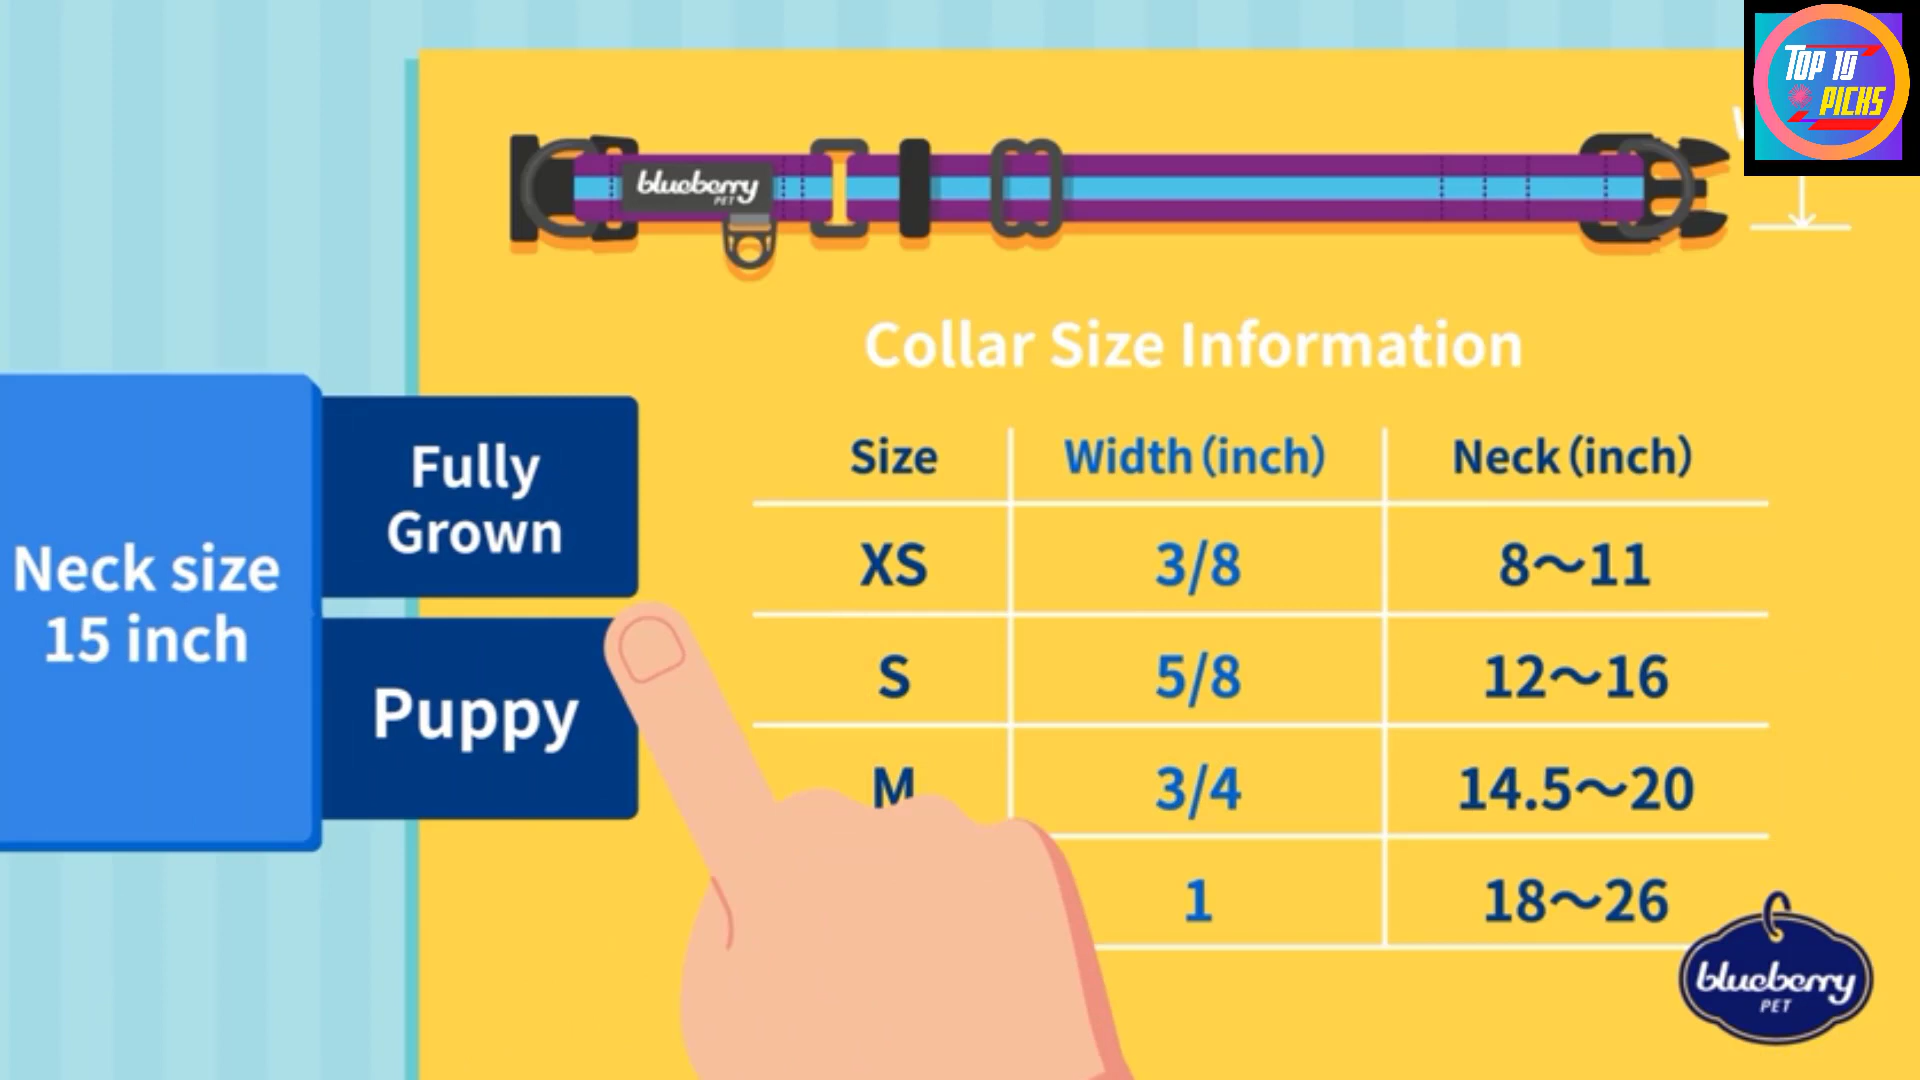 TOP 10
PICKS
blueberry
PET
Collar Size Information
Size Width (inch) Neck (inch)
XS 3/8 8~11
S 5/8 12~16
M 3/4 14.5~20
1 18~26
Neck size
15 inch
Fully
Grown
Puppy
blueberry
PET